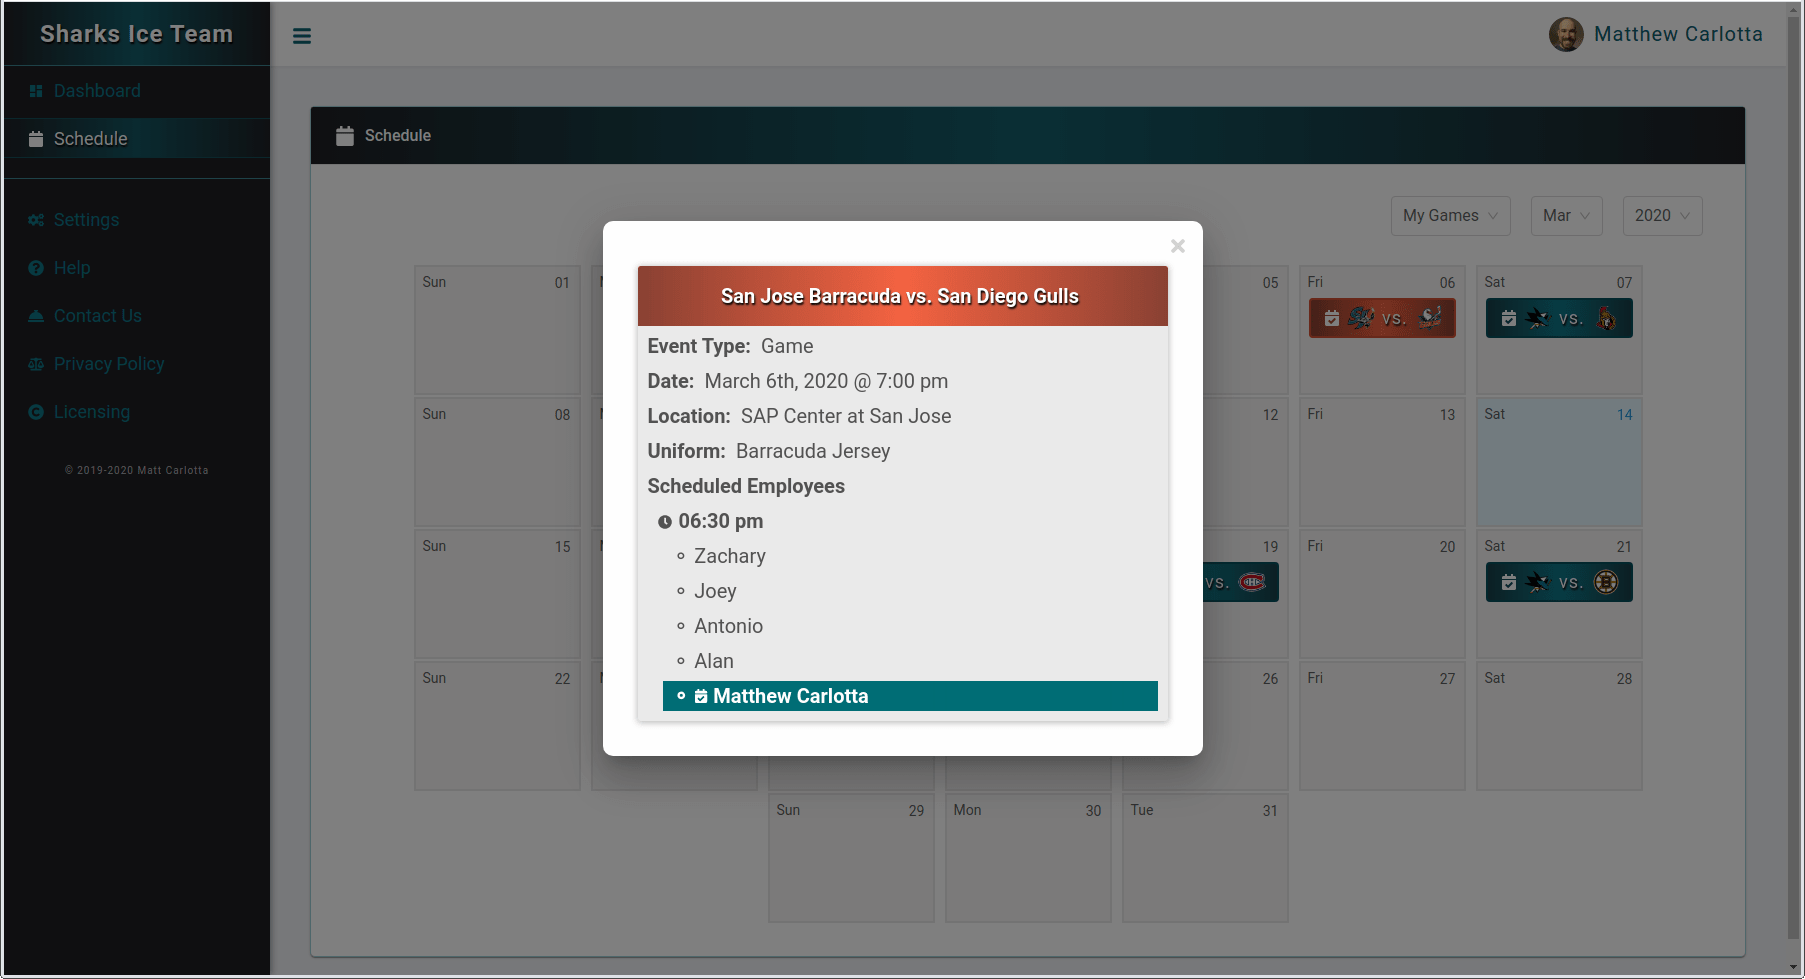 Sharks Ice Team
Matthew Carlotta
Dashboard
Schedule
Settings
Help
Contact Us
Privacy Policy
Licensing
© 2019-2020 Matt Carlotta
Schedule
My Games
Mar
2020
San Jose Barracuda vs. San Diego Gulls
Event Type: Game
Date: March 6th, 2020 @ 7:00 pm
Location: SAP Center at San Jose
Uniform: Barracuda Jersey
Scheduled Employees
06:30 pm
Zachary
Joey
Antonio
Alan
Matthew Carlotta
Sun 01
05
Fri 06
VS.
Sat 07
VS.
Sun 08
12
Fri 13
Sat 14
Sun 15
19
VS.
Fri 20
Sat 21
VS.
Sun 22
26
Fri 27
Sat 28
Sun 29
Mon 30
Tue 31